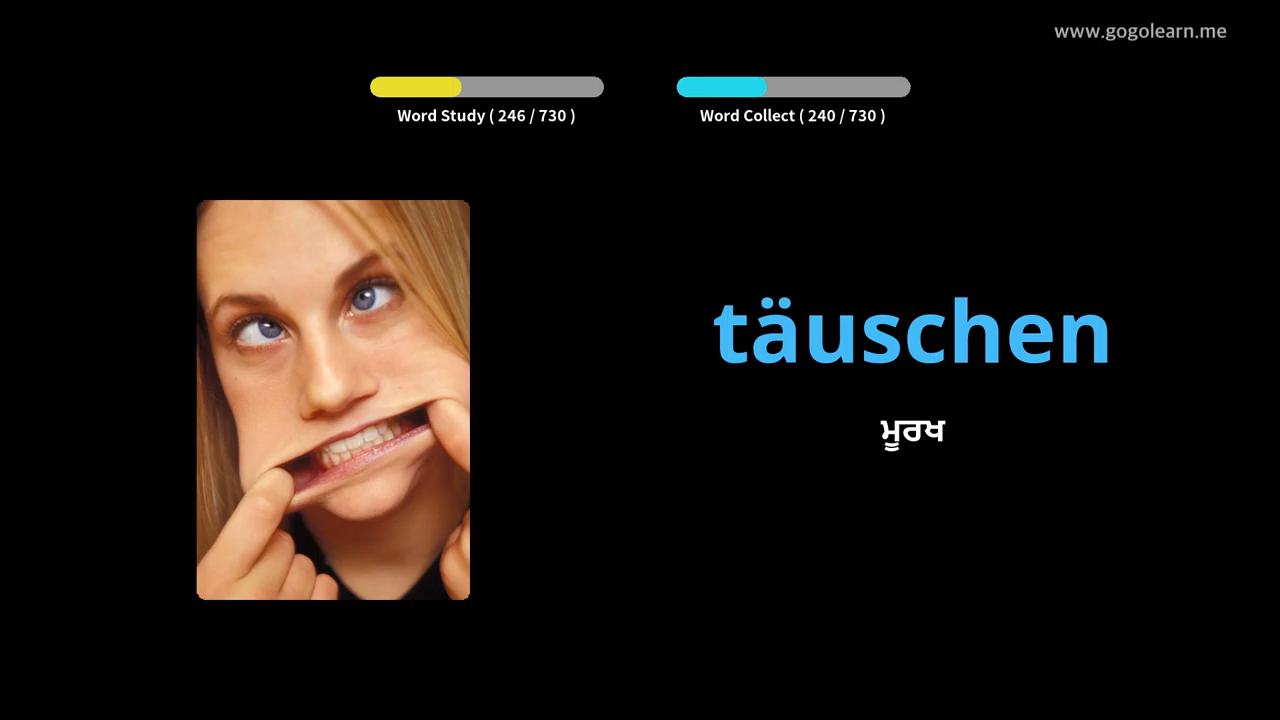 www.gogolearn.me
Word Study ( 246 / 730 )
Word Collect ( 240 / 730 )
täuschen
ਮੂਰਖ